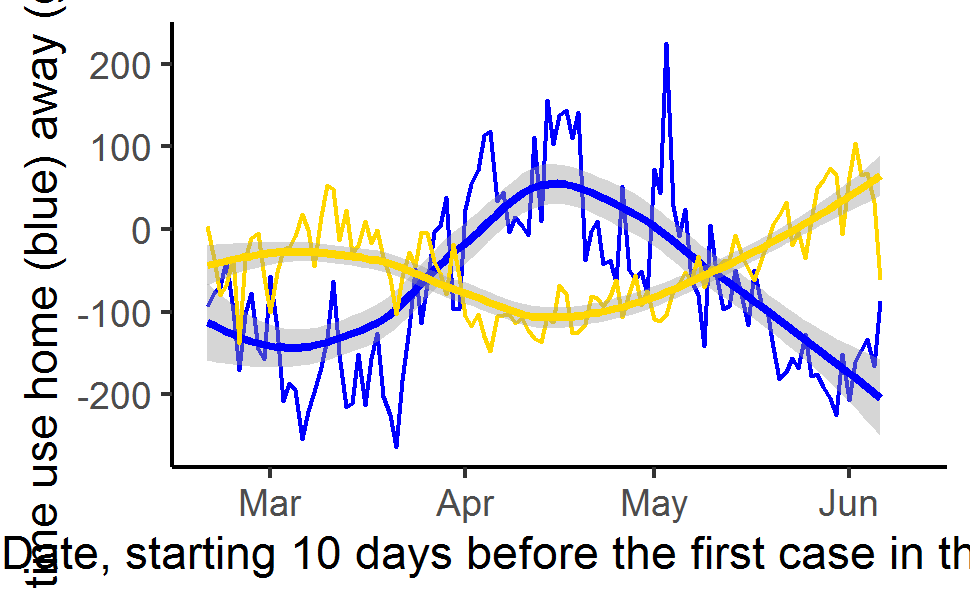 time use home (blue) away (
200
100
0
-100
-200
Mar Apr May Jun
Date, starting 10 days before the first case in th